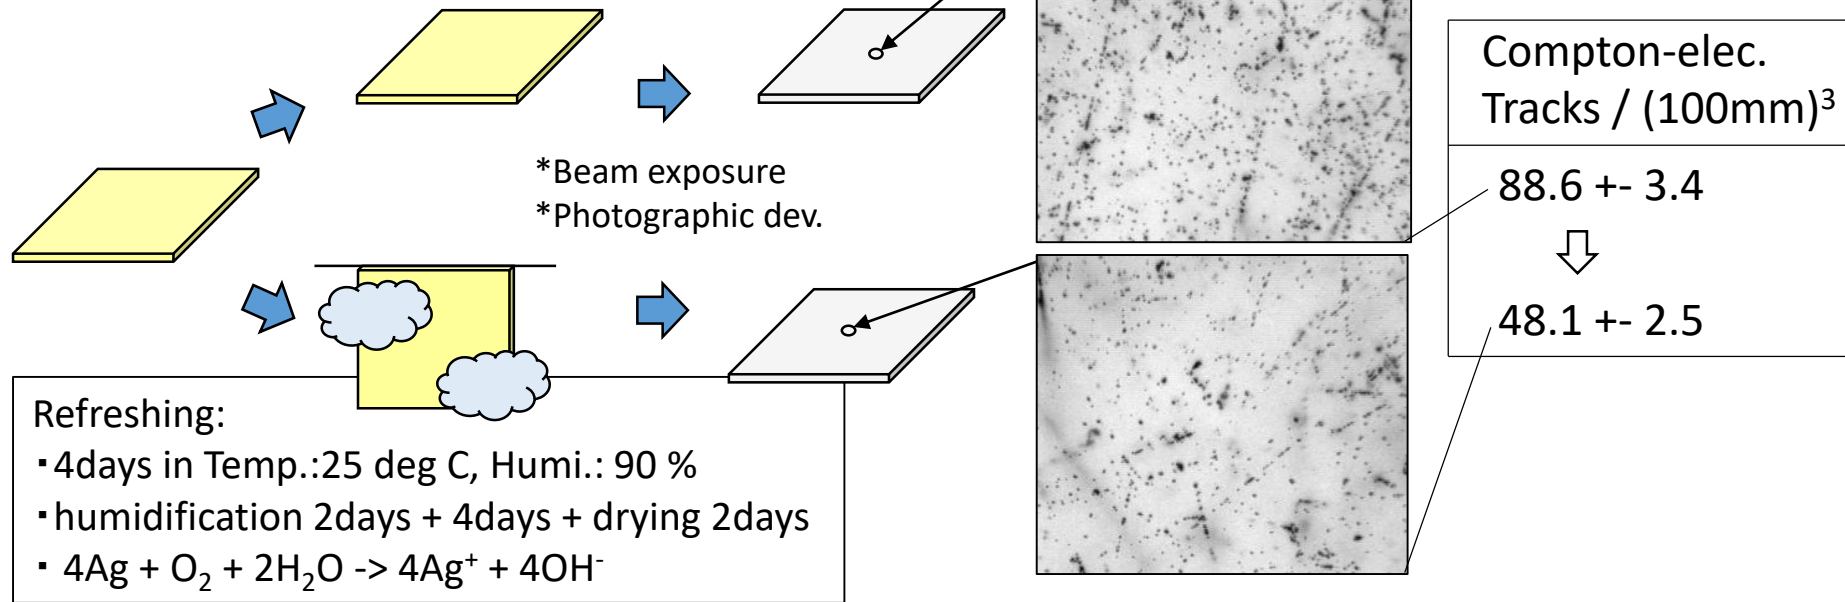 *Beam exposure
*Photographic dev.
Compton-elec.
Tracks / (100mm)³
88.6 +- 3.4
48.1 +- 2.5
Refreshing:
・4days in Temp.:25 deg C, Humi.: 90 %
・humidification 2days + 4days + drying 2days
・ 4Ag + O₂ + 2H₂O -> 4Ag⁺ + 4OH⁻